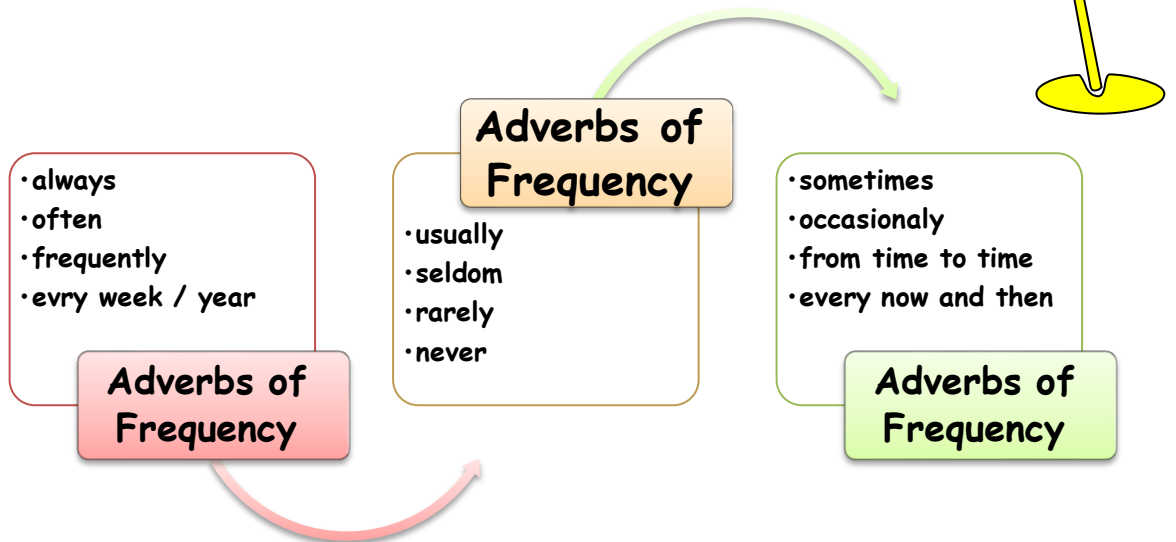 ·always
·often
·frequently
·evry week / year
Adverbs of
Frequency
Adverbs of
Frequency
·usually
·seldom
·rarely
·never
·sometimes
·occasionaly
·from time to time
·every now and then
Adverbs of
Frequency